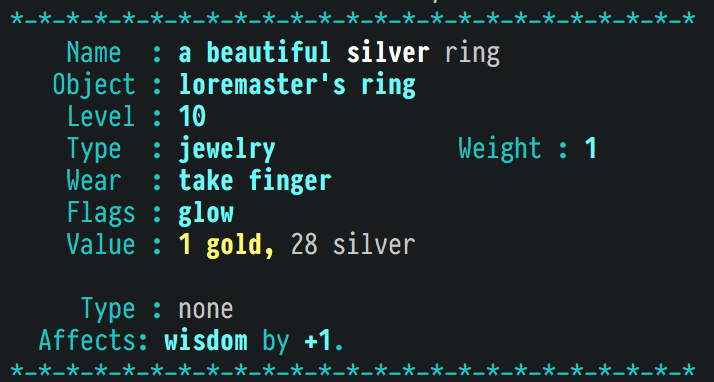 *-*-*-*-*-*-*-*-*-*-*-*-*-*-*-*-*-*-*-*-*-*-*-*-*
Name : a beautiful silver ring
Object : loremaster's ring
Level : 10
Type : jewelry Weight : 1
Wear : take finger
Flags : glow
Value : 1 gold, 28 silver
Type : none
Affects: wisdom by +1.
*-*-*-*-*-*-*-*-*-*-*-*-*-*-*-*-*-*-*-*-*-*-*-*-*